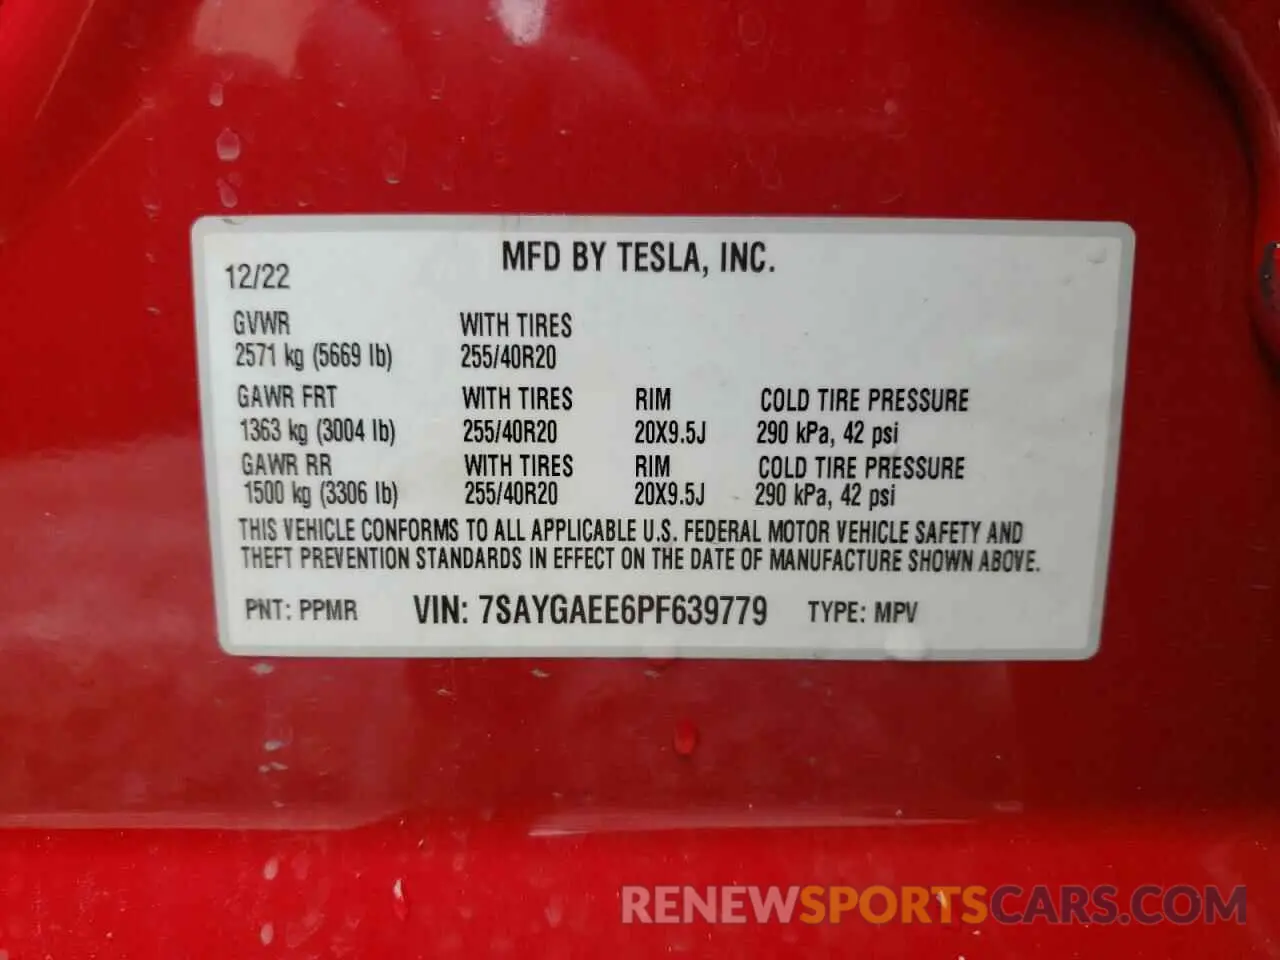 MFD BY TESLA, INC.
12/22
GVWR WITH TIRES
2571 kg (5669 lb) 255/40R20
GAWR FRT WITH TIRES RIM COLD TIRE PRESSURE
1363 kg (3004 lb) 255/40R20 20X9.5J 290 kPa, 42 psi
GAWR RR WITH TIRES RIM COLD TIRE PRESSURE
1500 kg (3306 lb) 255/40R20 20X9.5J 290 kPa, 42 psi
THIS VEHICLE CONFORMS TO ALL APPLICABLE U.S. FEDERAL MOTOR VEHICLE SAFETY AND
THEFT PREVENTION STANDARDS IN EFFECT ON THE DATE OF MANUFACTURE SHOWN ABOVE.
PNT: PPMR VIN: 7SAYGAEE6PF639779 TYPE: MPV
RENEWSPORTSCARS.COM